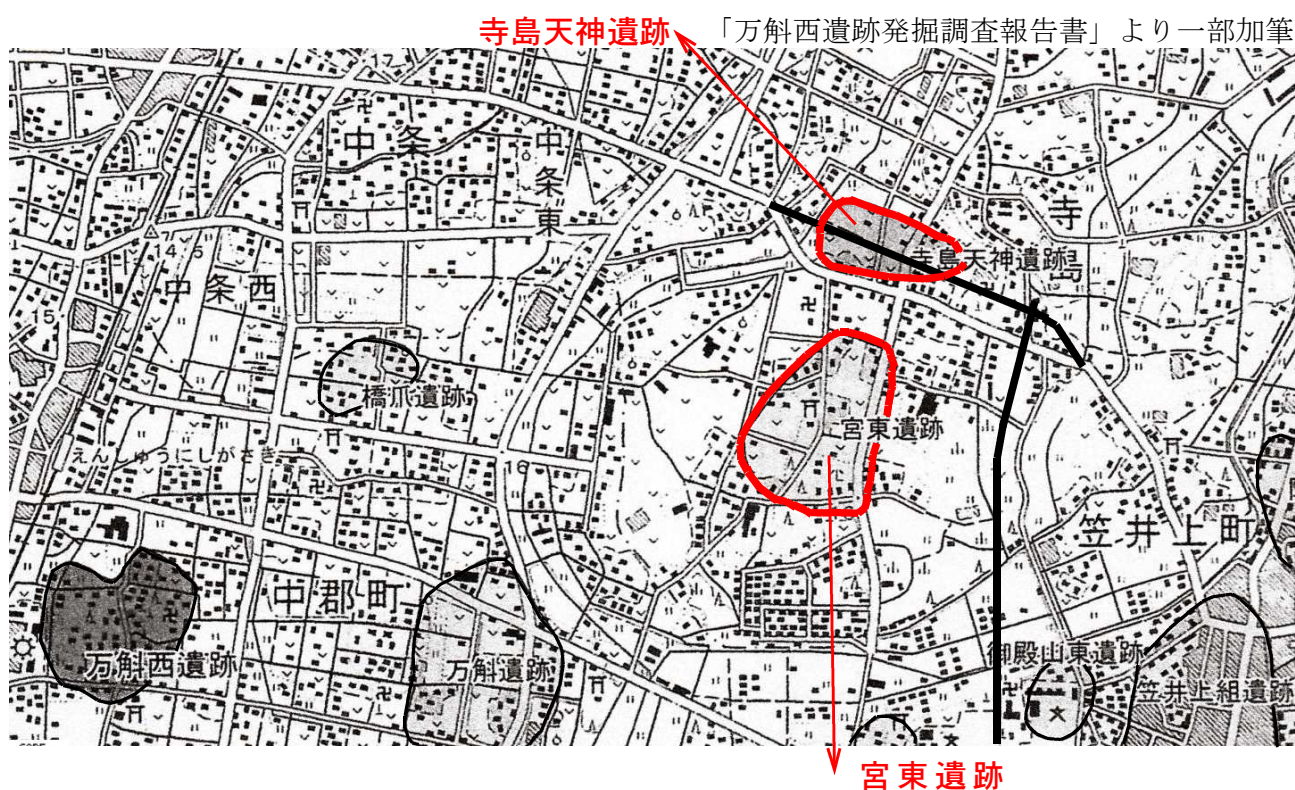 寺島天神遺跡
「万斛西遺跡発掘調査報告書」より一部加筆
17
中条
中条東
寺島
寺島天神遺跡
14.5
中条西
15
橋爪遺跡
宮東遺跡
えんしゅうにしがさき
16
笠井上町
中郡町
万斛西遺跡
万斛遺跡
御殿山東遺跡
笠井上組遺跡
宮東遺跡